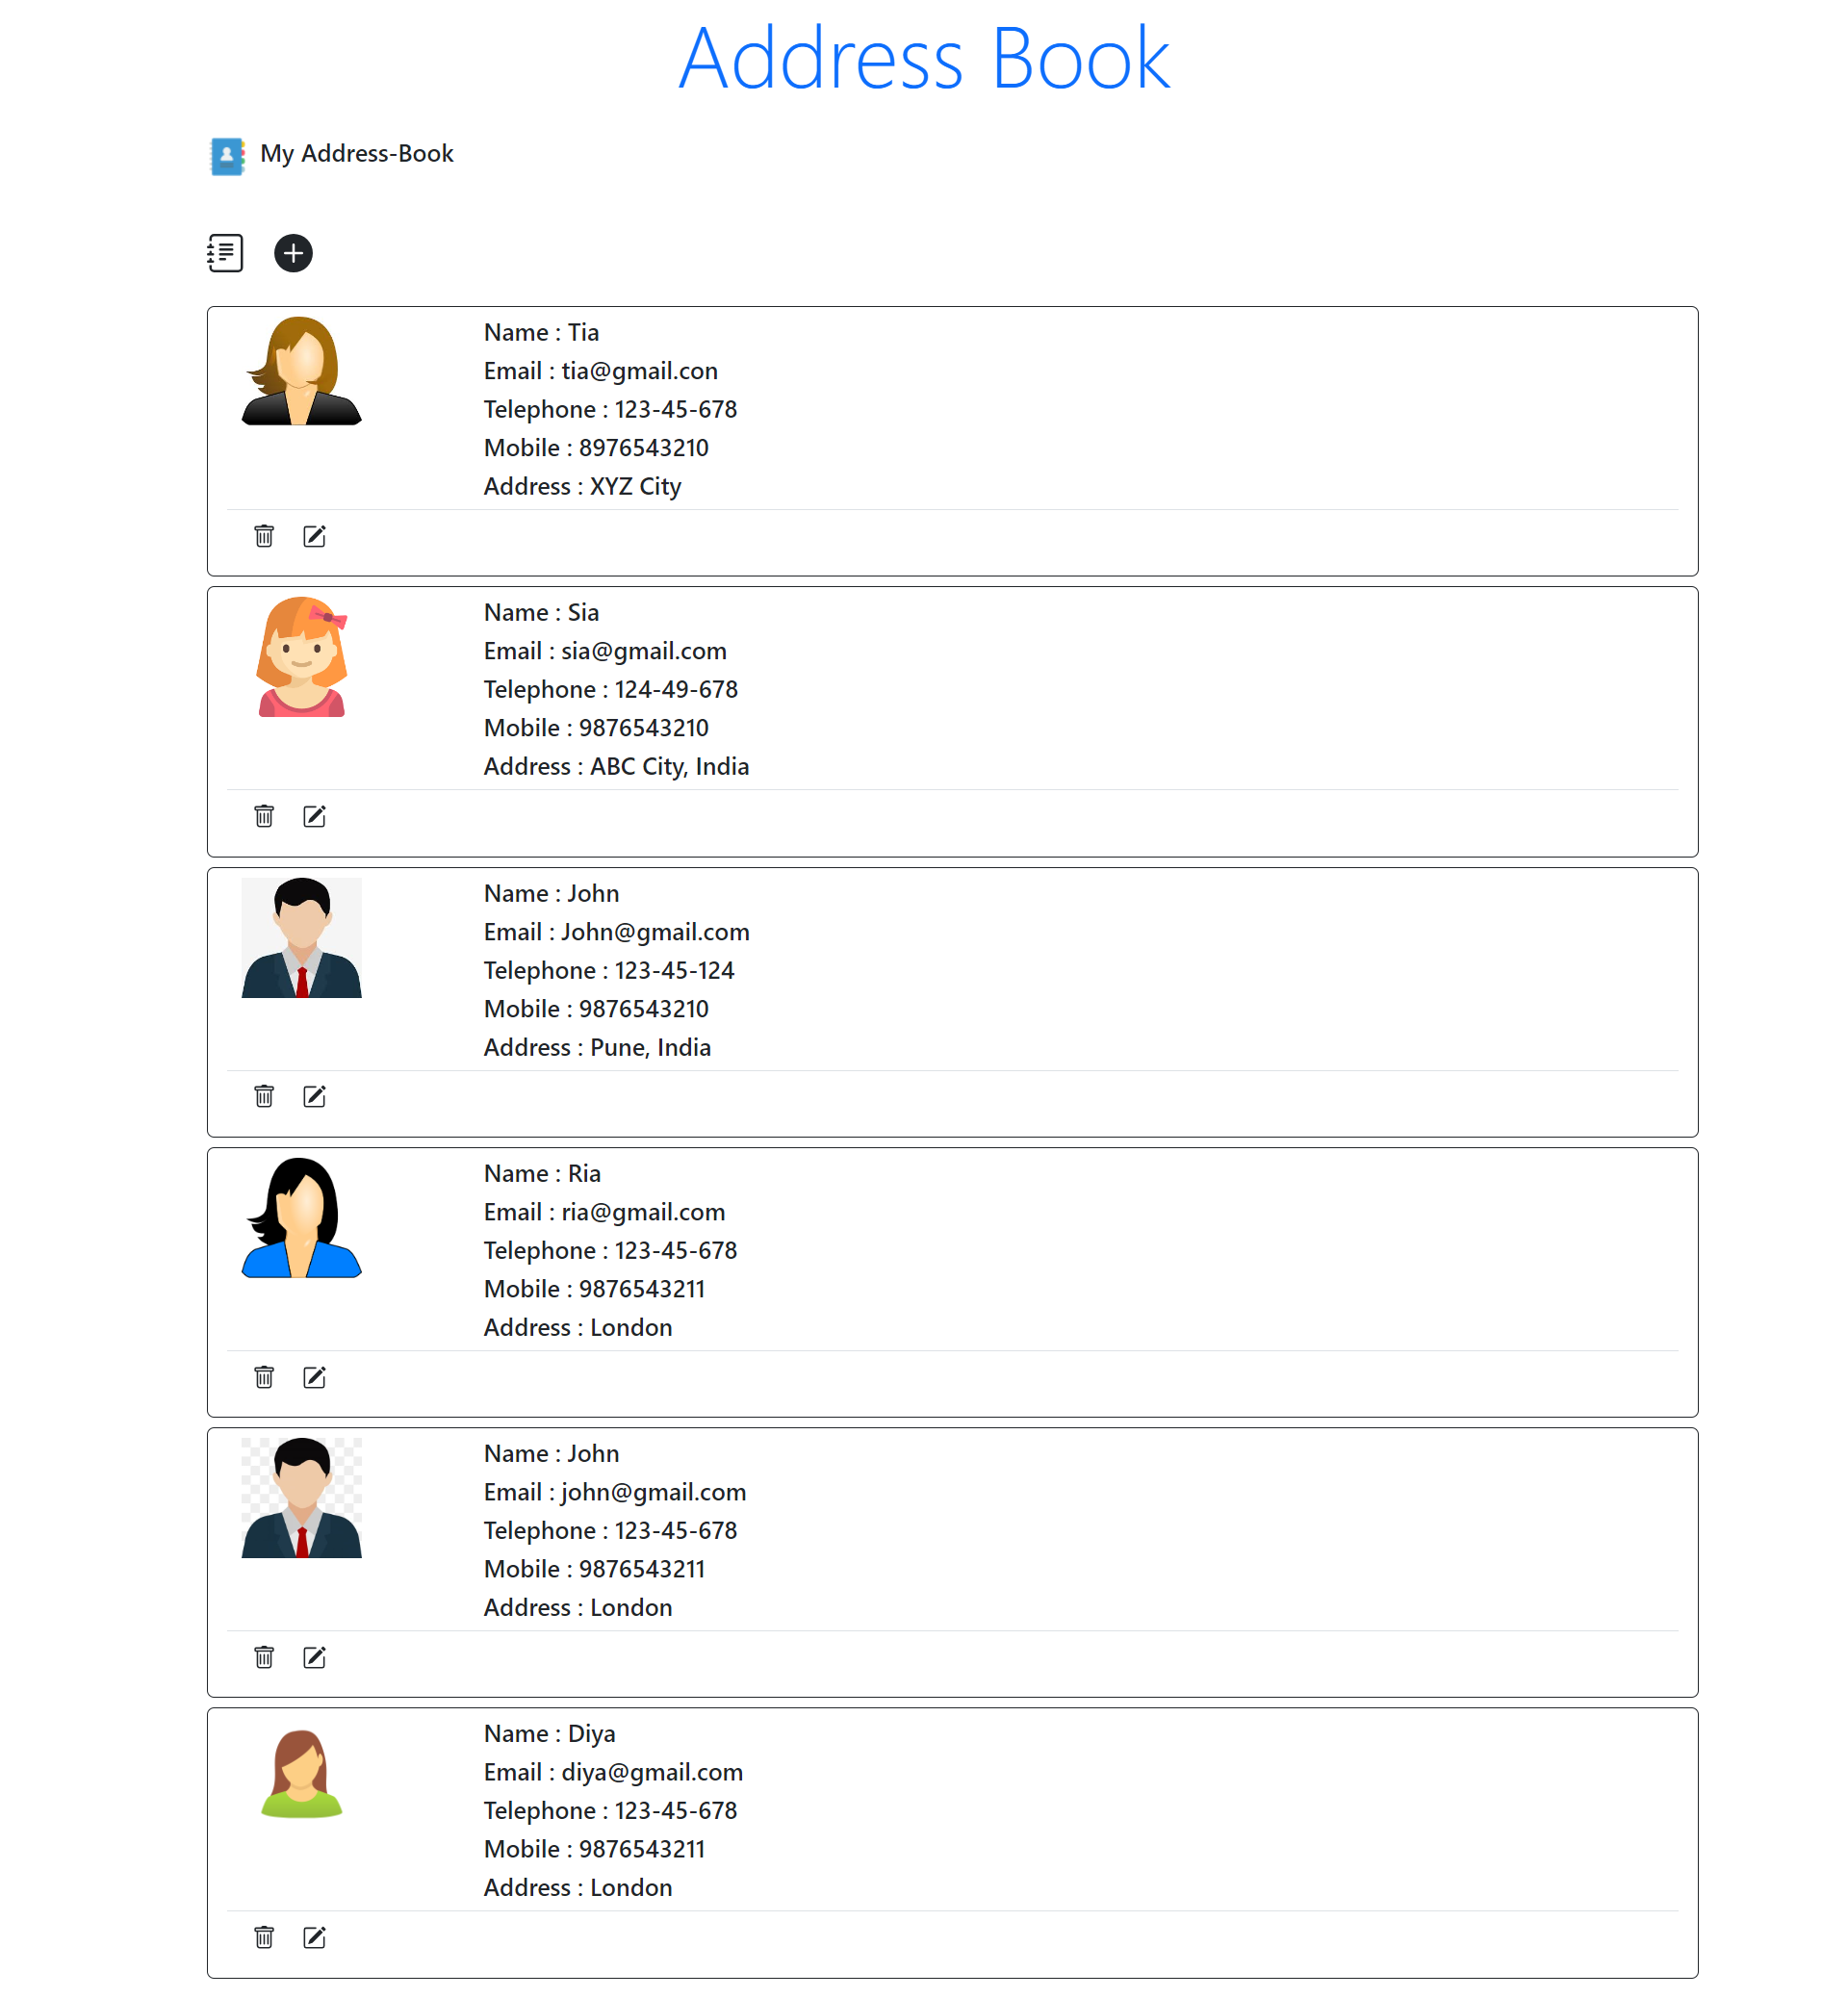 Address Book
My Address-Book
Name : Tia
Email : tia@gmail.con
Telephone : 123-45-678
Mobile : 8976543210
Address : XYZ City
Name : Sia
Email : sia@gmail.com
Telephone : 124-49-678
Mobile : 9876543210
Address : ABC City, India
Name : John
Email : John@gmail.com
Telephone : 123-45-124
Mobile : 9876543210
Address : Pune, India
Name : Ria
Email : ria@gmail.com
Telephone : 123-45-678
Mobile : 9876543211
Address : London
Name : John
Email : john@gmail.com
Telephone : 123-45-678
Mobile : 9876543211
Address : London
Name : Diya
Email : diya@gmail.com
Telephone : 123-45-678
Mobile : 9876543211
Address : London